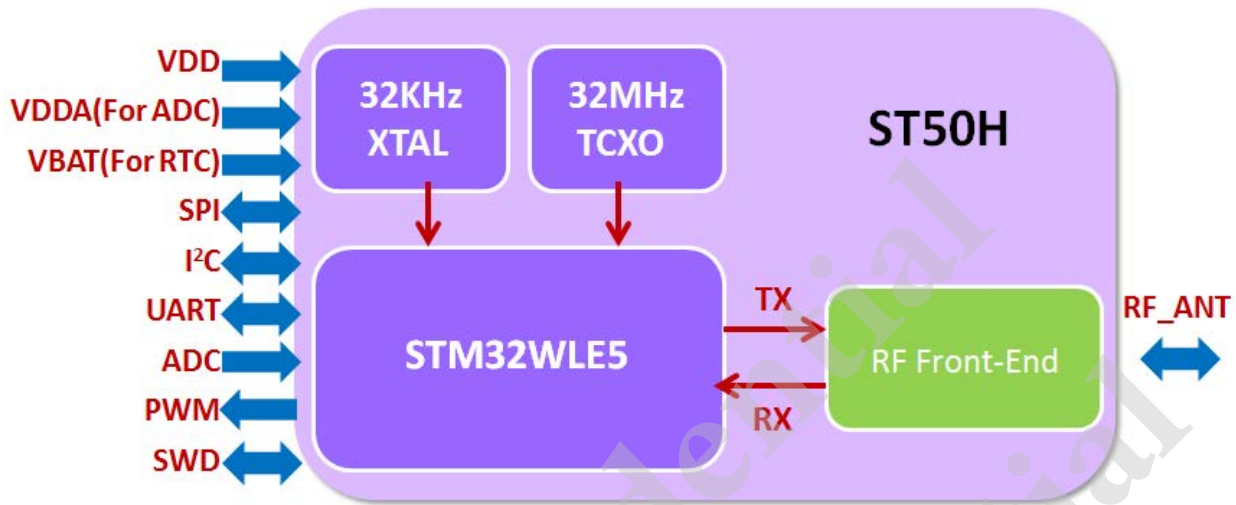 VDD
VDDA(For ADC)
VBAT(For RTC)
SPI
I²C
UART
ADC
PWM
SWD
32KHz
XTAL
32MHz
TCXO
ST50H
STM32WLE5
TX
RX
RF Front-End
RF_ANT